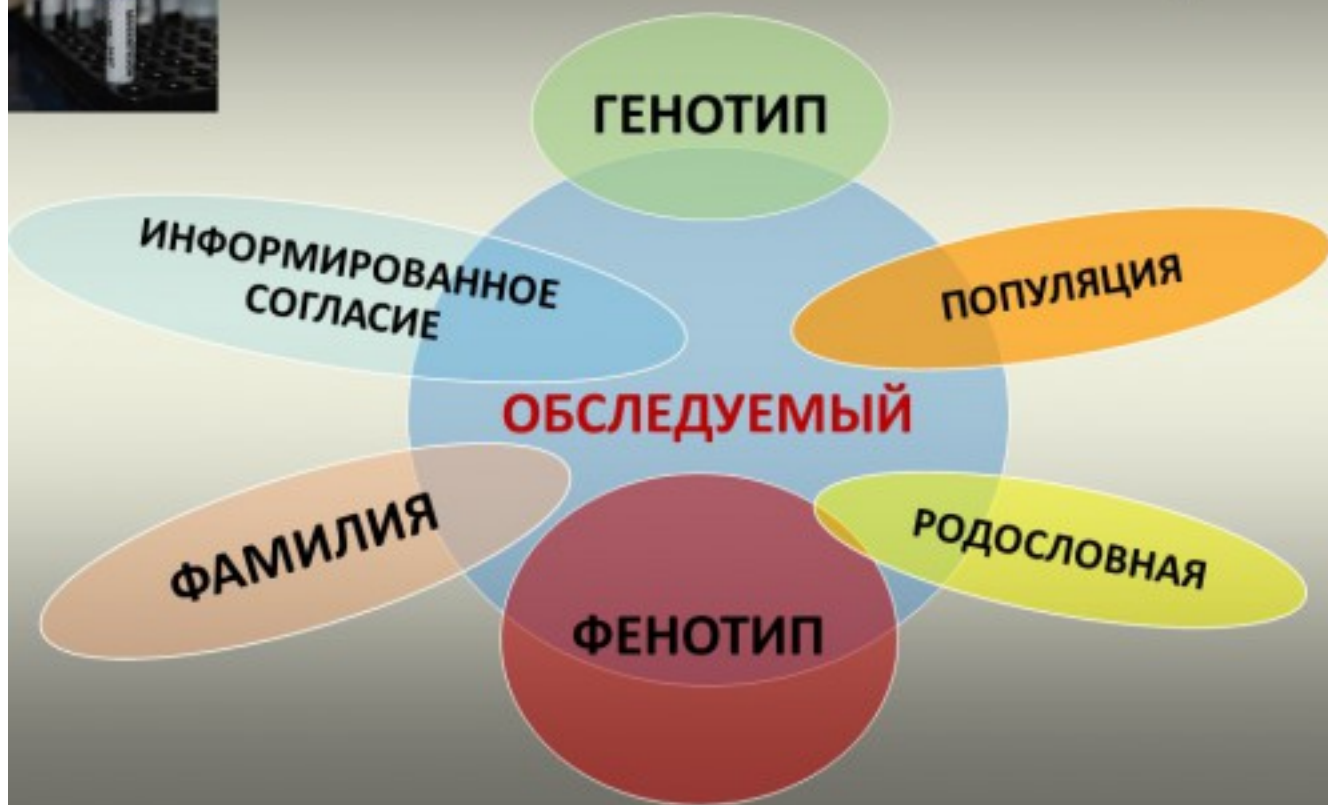 ГЕНОТИП
ИНФОРМИРОВАННОЕ
СОГЛАСИЕ
ПОПУЛЯЦИЯ
ОБСЛЕДУЕМЫЙ
ФАМИЛИЯ
РОДОСЛОВНАЯ
ФЕНОТИП